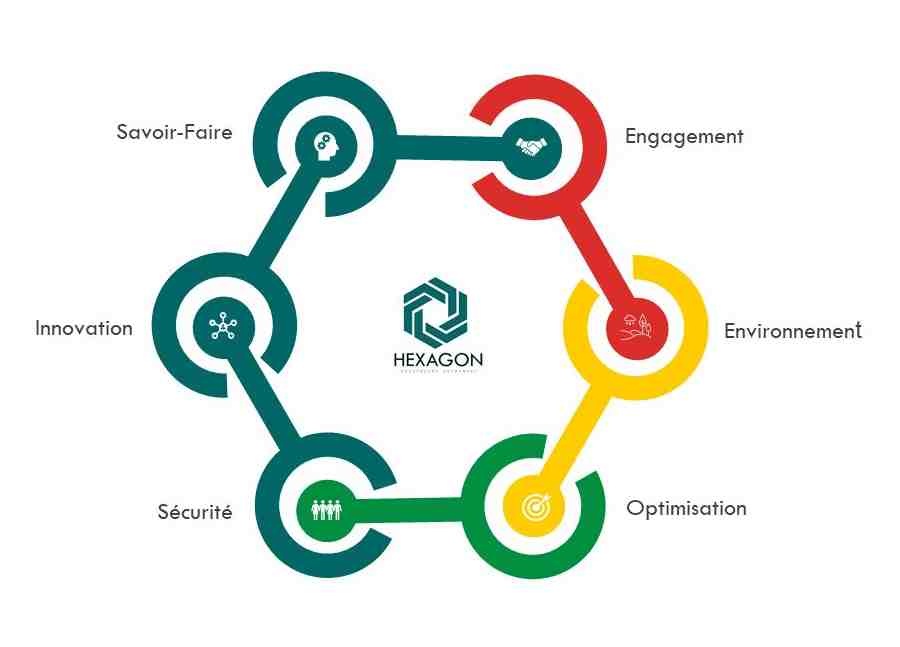 Savoir-Faire
Engagement
Innovation
HEXAGON
Environnement
Sécurité
Optimisation